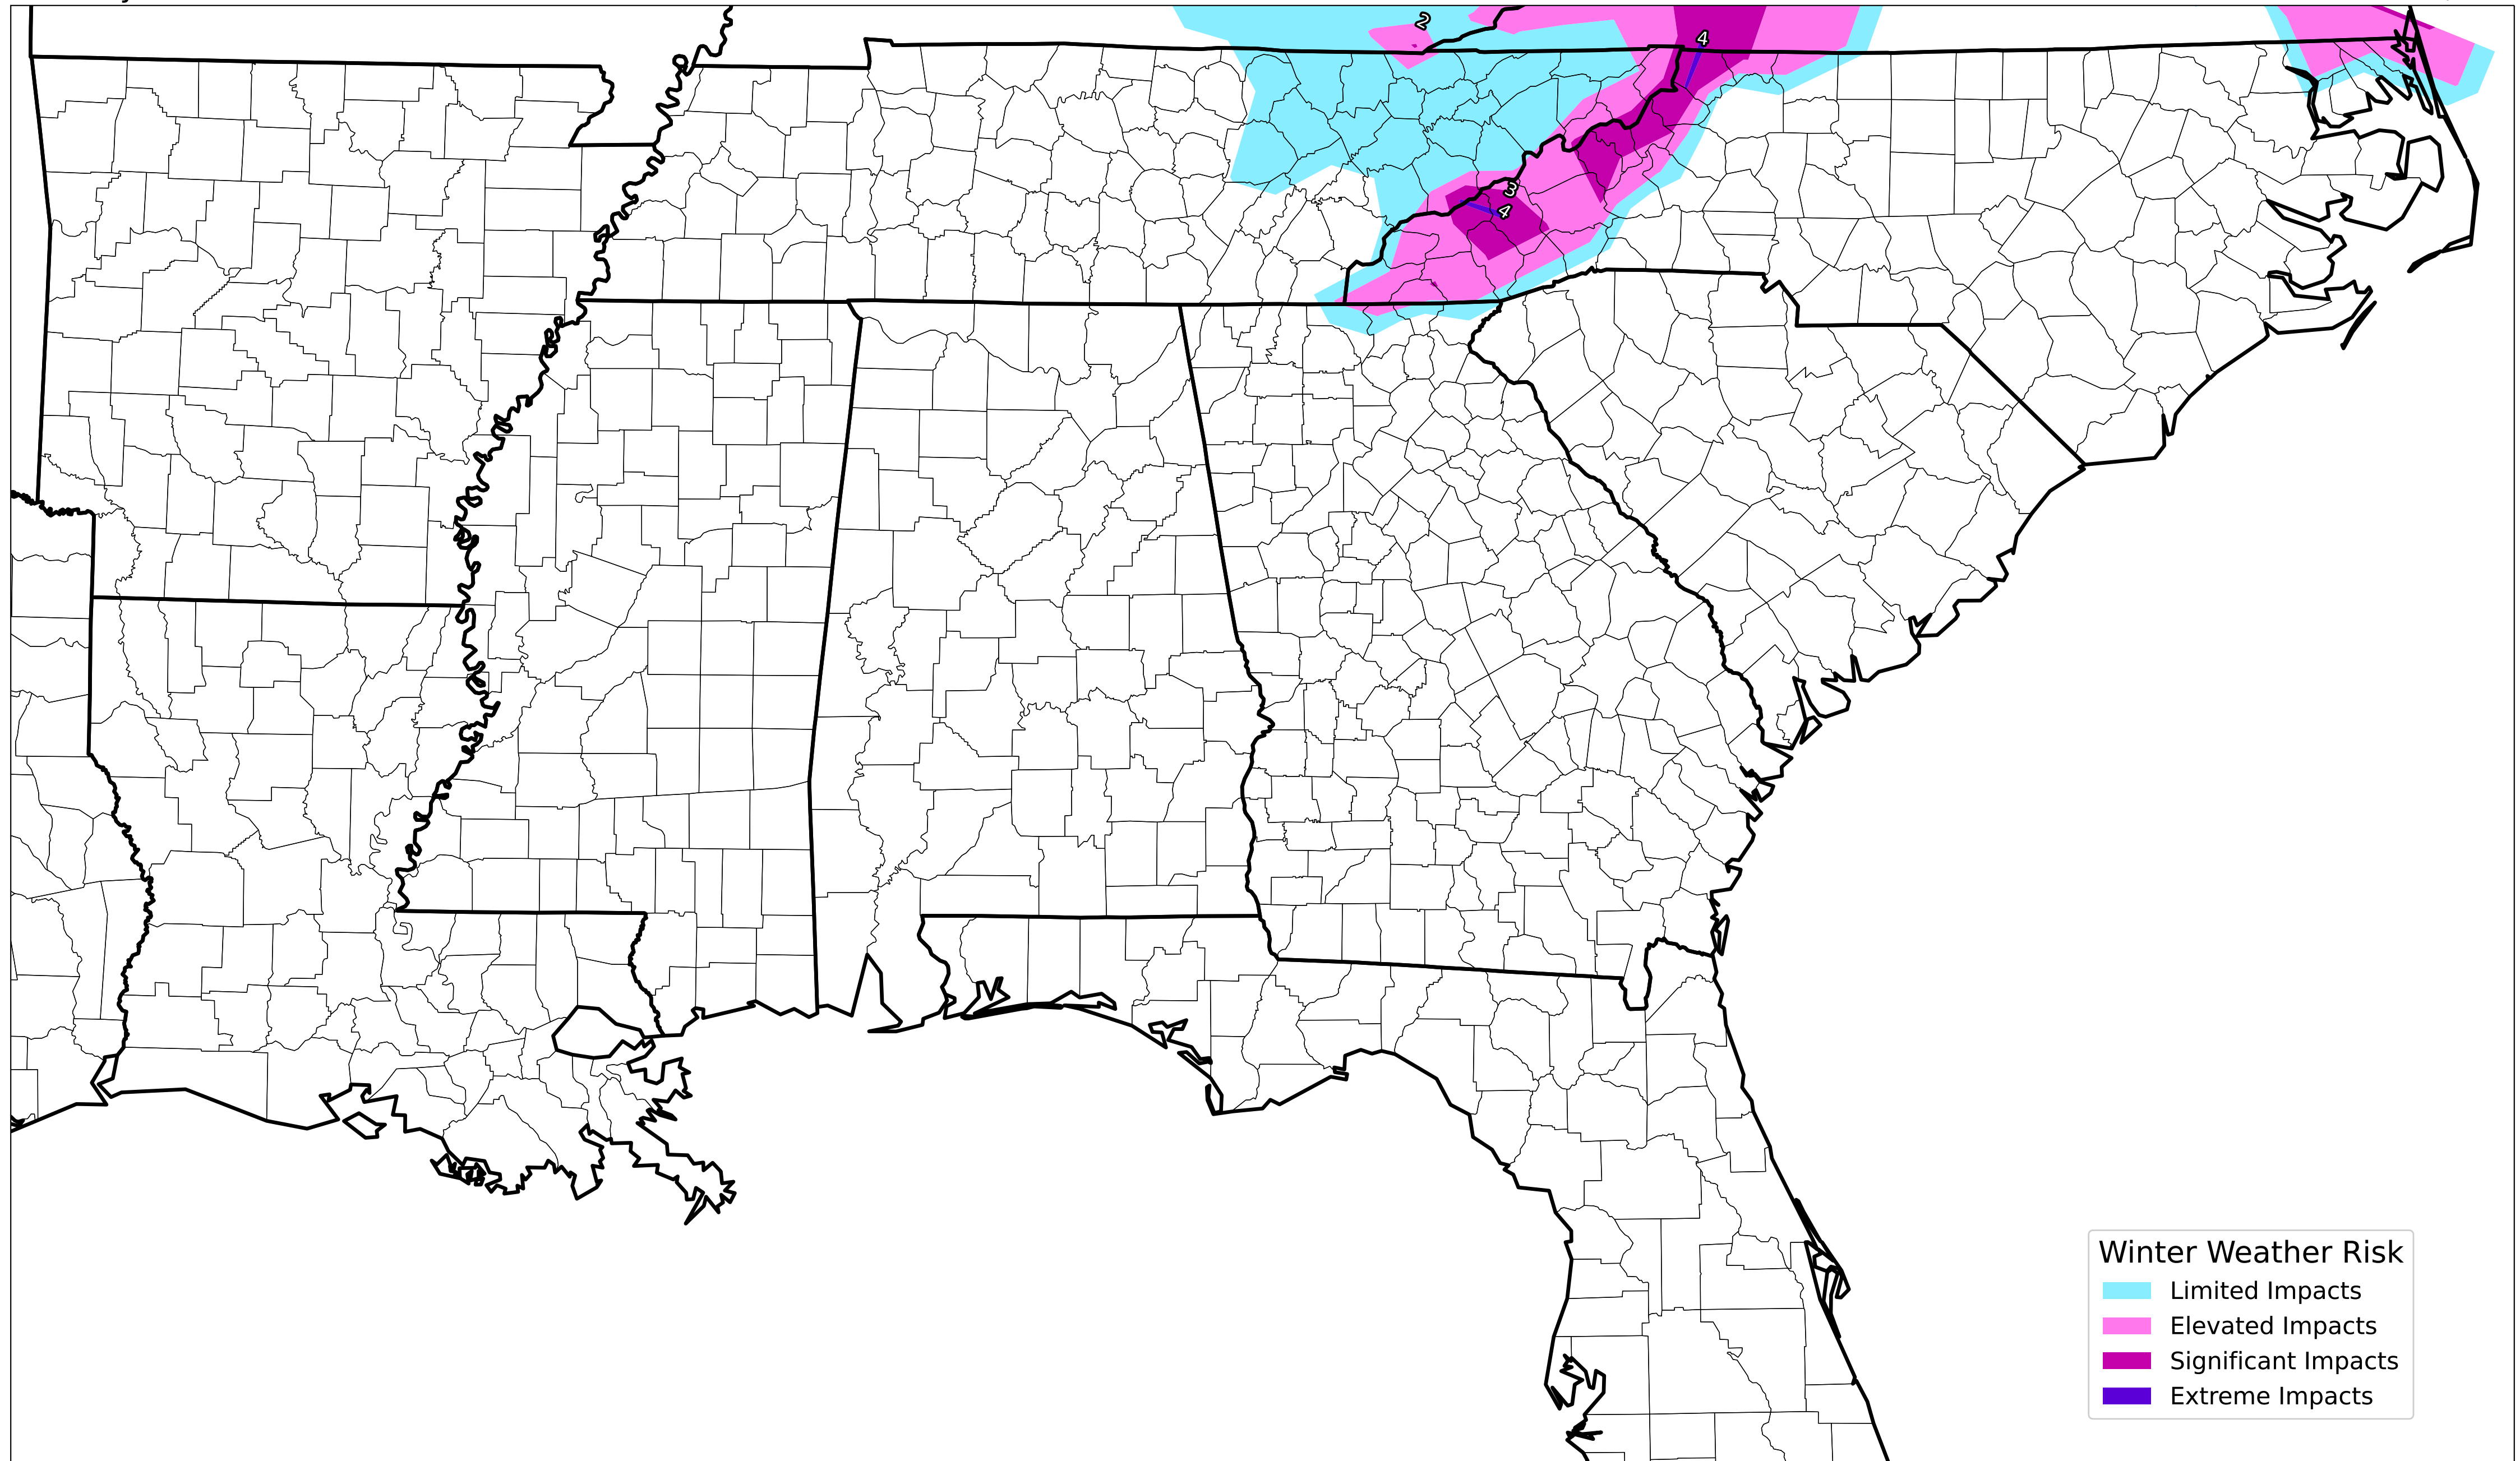 2
4
3
4
Winter Weather Risk
Limited Impacts
Elevated Impacts
Significant Impacts
Extreme Impacts